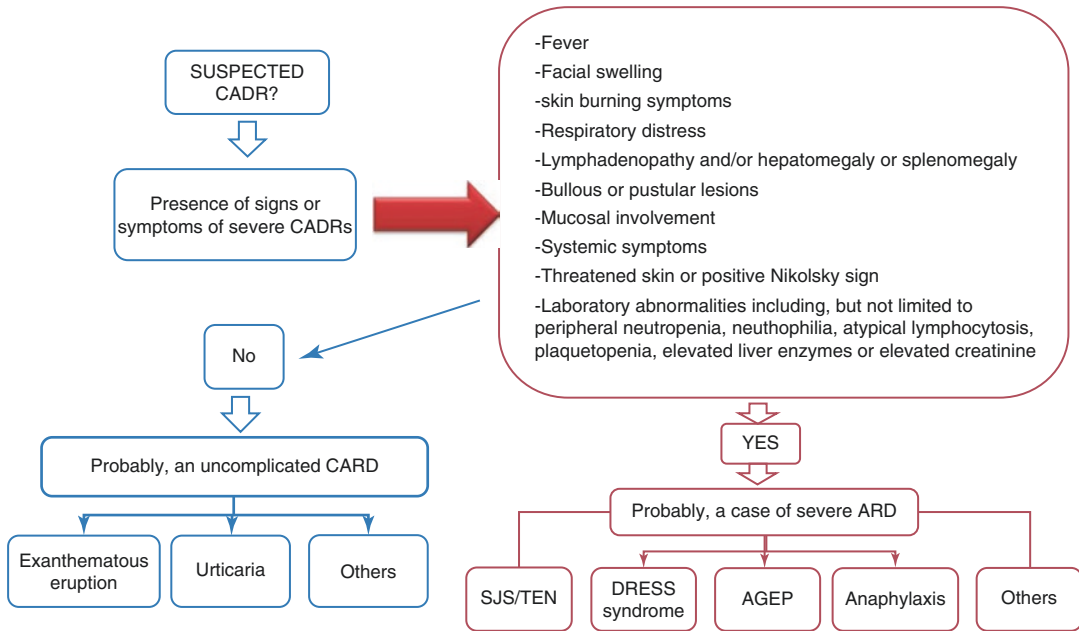 SUSPECTED
CADR?
Presence of signs or
symptoms of severe CADRs
-Fever
-Facial swelling
-skin burning symptoms
-Respiratory distress
-Lymphadenopathy and/or hepatomegaly or splenomegaly
-Bullous or pustular lesions
-Mucosal involvement
-Systemic symptoms
-Threatened skin or positive Nikolsky sign
-Laboratory abnormalities including, but not limited to
peripheral neutropenia, neuthophilia, atypical lymphocytosis,
plaquetopenia, elevated liver enzymes or elevated creatinine
No
Probably, an uncomplicated CARD
Exanthematous
eruption
Urticaria
Others
YES
Probably, a case of severe ARD
SJS/TEN
DRESS
syndrome
AGEP
Anaphylaxis
Others